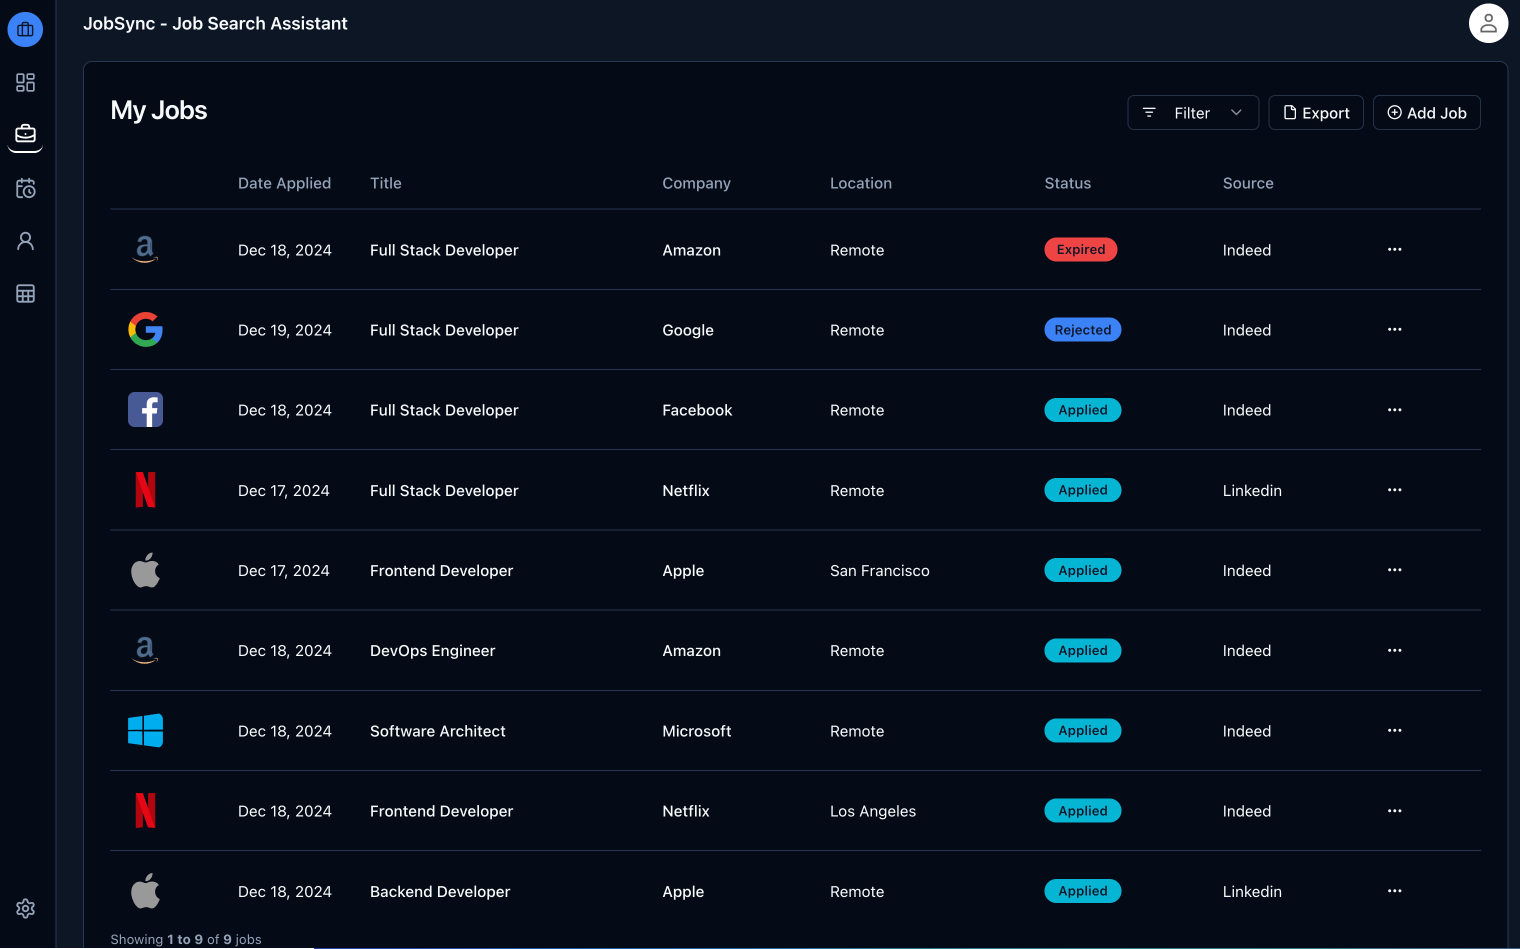 JobSync - Job Search Assistant
My Jobs
Filter Export Add Job
Date Applied Title Company Location Status Source
Dec 18, 2024 Full Stack Developer Amazon Remote Expired Indeed
Dec 19, 2024 Full Stack Developer Google Remote Rejected Indeed
Dec 18, 2024 Full Stack Developer Facebook Remote Applied Indeed
Dec 17, 2024 Full Stack Developer Netflix Remote Applied Linkedin
Dec 17, 2024 Frontend Developer Apple San Francisco Applied Indeed
Dec 18, 2024 DevOps Engineer Amazon Remote Applied Indeed
Dec 18, 2024 Software Architect Microsoft Remote Applied Indeed
Dec 18, 2024 Frontend Developer Netflix Los Angeles Applied Indeed
Dec 18, 2024 Backend Developer Apple Remote Applied Linkedin
Showing 1 to 9 of 9 jobs